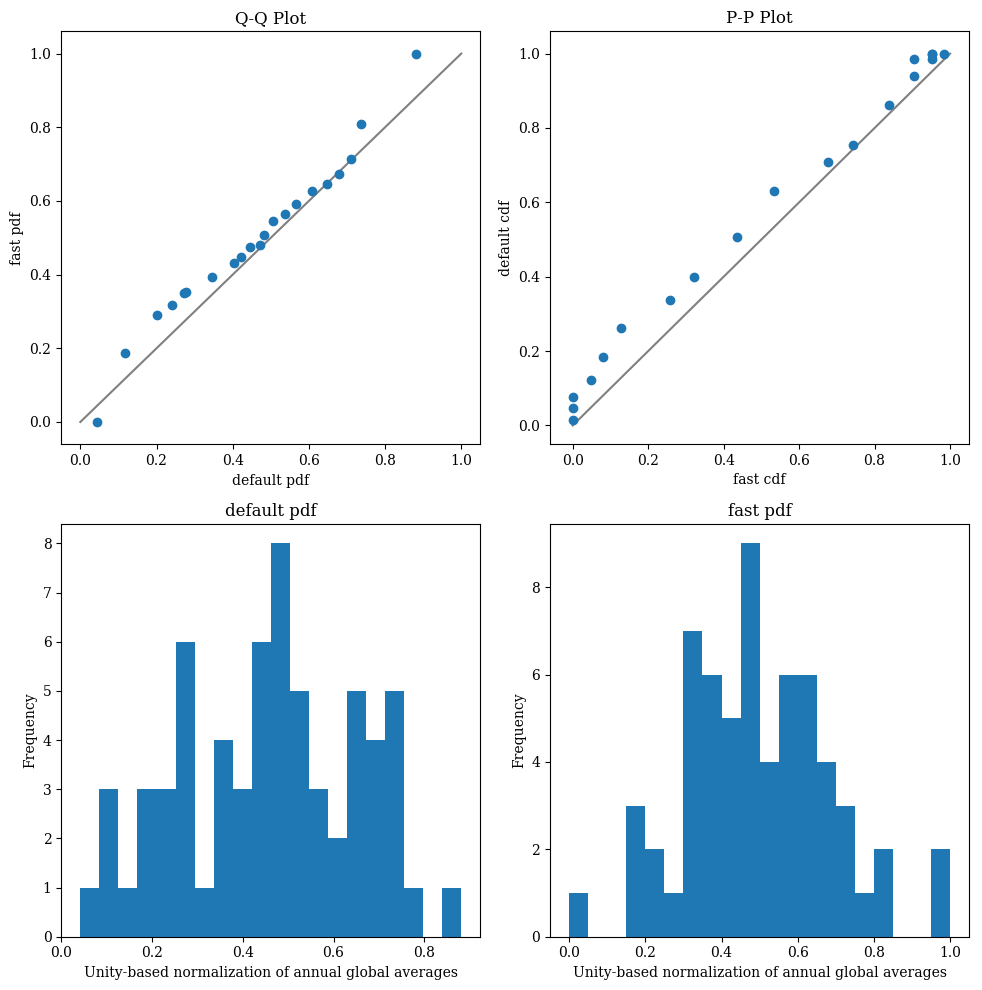 Q-Q Plot
1.0
0.8
0.6
0.4
0.2
0.0
fast pdf
0.0 0.2 0.4 0.6 0.8 1.0
default pdf
P-P Plot
1.0
0.8
0.6
0.4
0.2
0.0
default cdf
0.0 0.2 0.4 0.6 0.8 1.0
fast cdf
default pdf
8
7
6
5
4
3
2
1
0
Frequency
0.0 0.2 0.4 0.6 0.8
Unity-based normalization of annual global averages
fast pdf
8
6
4
2
0
Frequency
0.0 0.2 0.4 0.6 0.8 1.0
Unity-based normalization of annual global averages